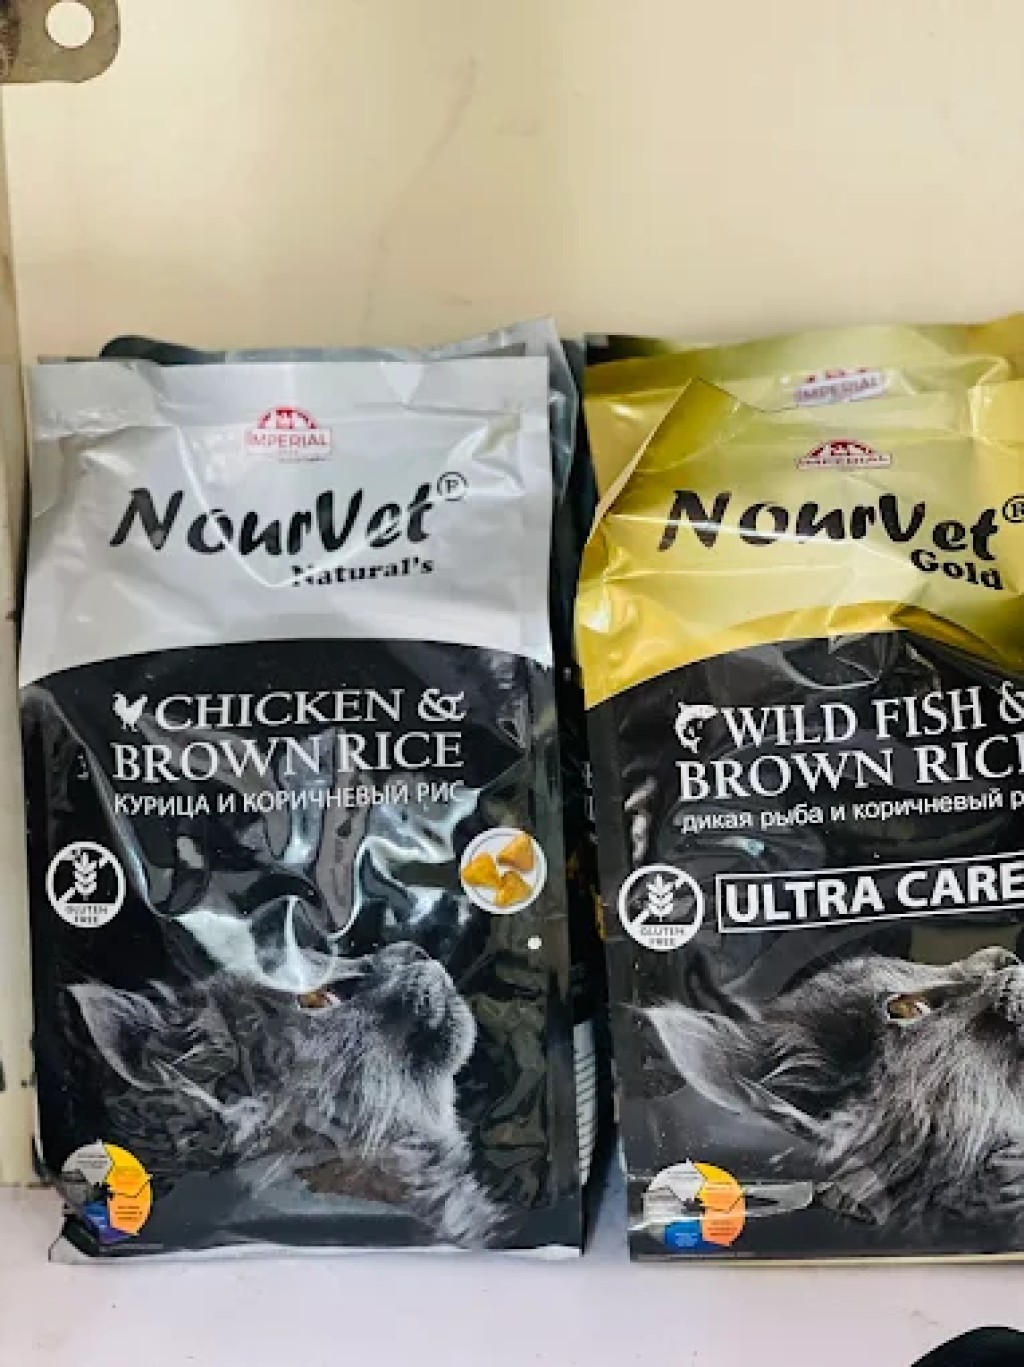 IMPERIAL
NourVet
Natural's
CHICKEN &
BROWN RICE
КУРИЦА И КОРИЧНЕВЫЙ РИС
GLUTEN
FREE
IMPERIAL
IMPERIAL
NourVet®
Gold
WILD FISH &
BROWN RIC
дикая рыба и коричневый р
GLUTEN
FREE
ULTRA CARE